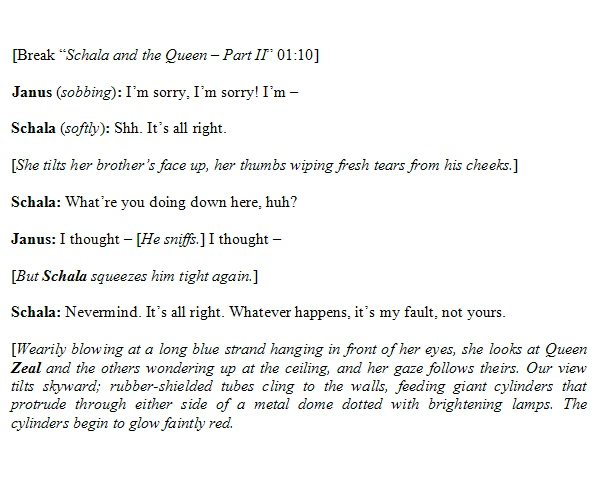 [Break “Schala and the Queen – Part II” 01:10]
Janus (sobbing): I’m sorry, I’m sorry! I’m –
Schala (softly): Shh. It’s all right.
[She tilts her brother’s face up, her thumbs wiping fresh tears from his cheeks.]
Schala: What’re you doing down here, huh?
Janus: I thought – [He sniffs.] I thought –
[But Schala squeezes him tight again.]
Schala: Nevermind. It’s all right. Whatever happens, it’s my fault, not yours.
[Wearily blowing at a long blue strand hanging in front of her eyes, she looks at Queen
Zeal and the others wondering up at the ceiling, and her gaze follows theirs. Our view
tilts skyward; rubber-shielded tubes cling to the walls, feeding giant cylinders that
protrude through either side of a metal dome dotted with brightening lamps. The
cylinders begin to glow faintly red.